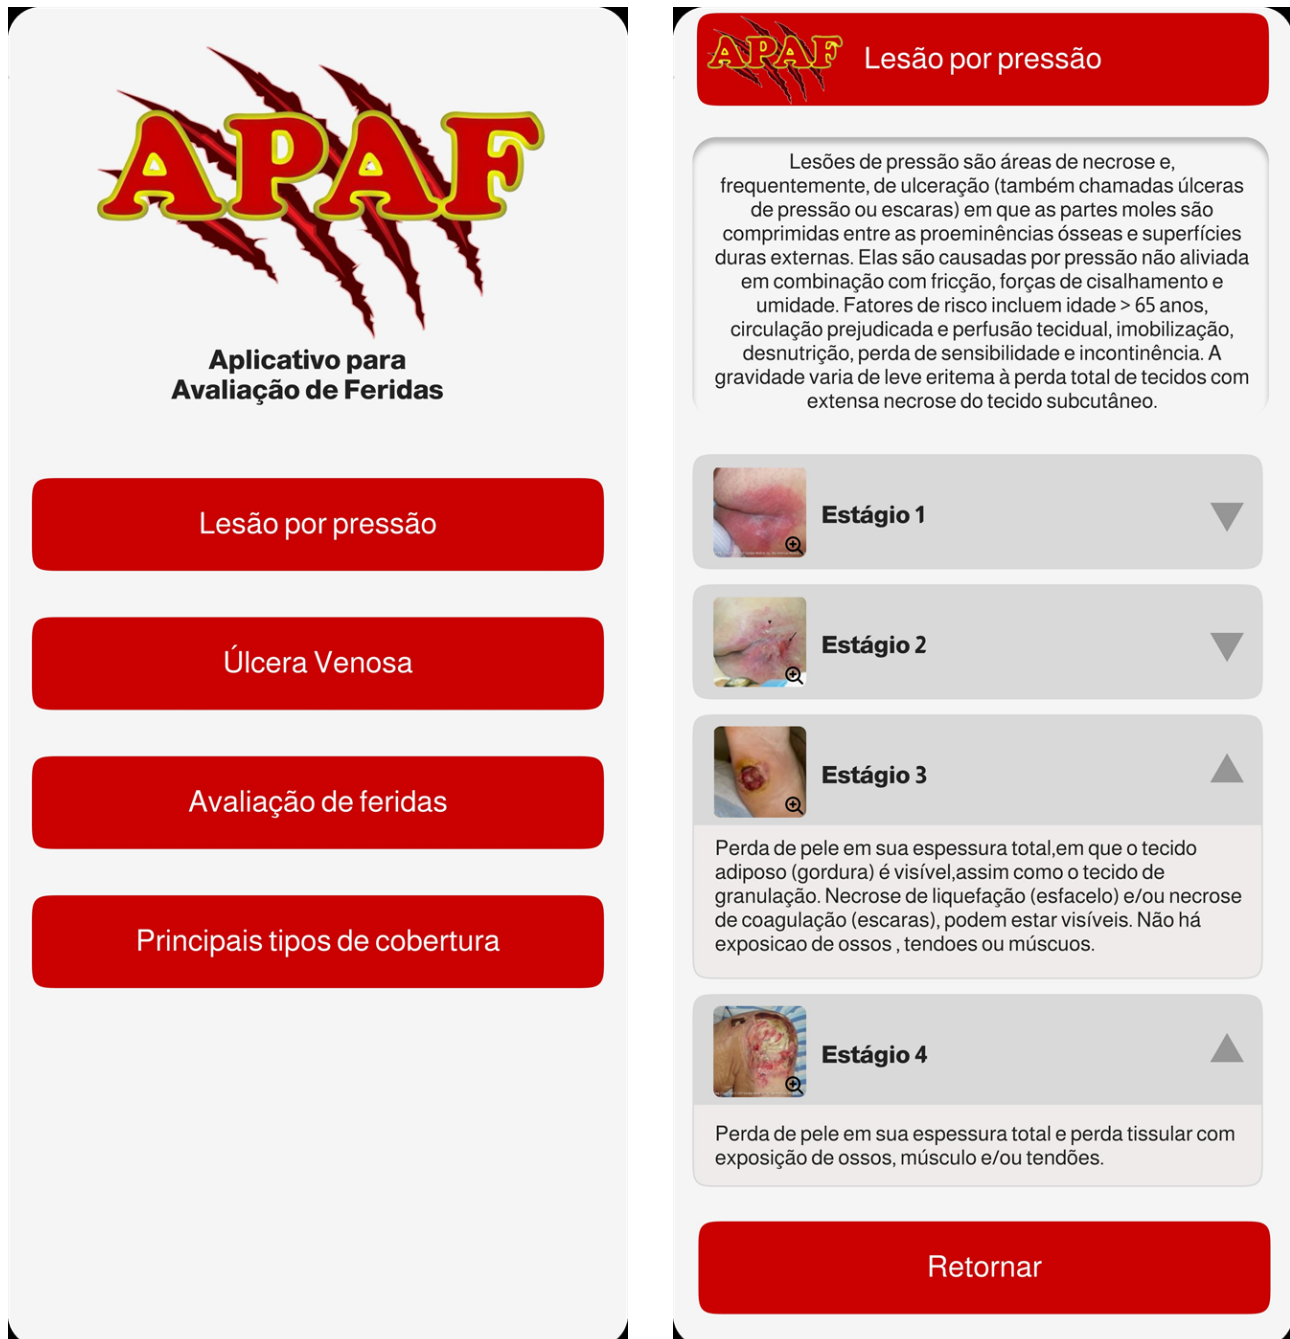 APAF
Aplicativo para
Avaliação de Feridas
Lesão por pressão
Úlcera Venosa
Avaliação de feridas
Principais tipos de cobertura
APAF Lesão por pressão
Lesões de pressão são áreas de necrose e,
frequentemente, de ulceração (também chamadas úlceras
de pressão ou escaras) em que as partes moles são
comprimidas entre as proeminências ósseas e superfícies
duras externas. Elas são causadas por pressão não aliviada
em combinação com fricção, forças de cisalhamento e
umidade. Fatores de risco incluem idade > 65 anos,
circulação prejudicada e perfusão tecidual, imobilização,
desnutrição, perda de sensibilidade e incontinência. A
gravidade varia de leve eritema à perda total de tecidos com
extensa necrose do tecido subcutâneo.
Estágio 1
Estágio 2
Estágio 3
Perda de pele em sua espessura total,em que o tecido
adiposo (gordura) é visível,assim como o tecido de
granulação. Necrose de liquefação (esfacelo) e/ou necrose
de coagulação (escaras), podem estar visíveis. Não há
exposicao de ossos , tendoes ou múscuos.
Estágio 4
Perda de pele em sua espessura total e perda tissular com
exposição de ossos, músculo e/ou tendões.
Retornar